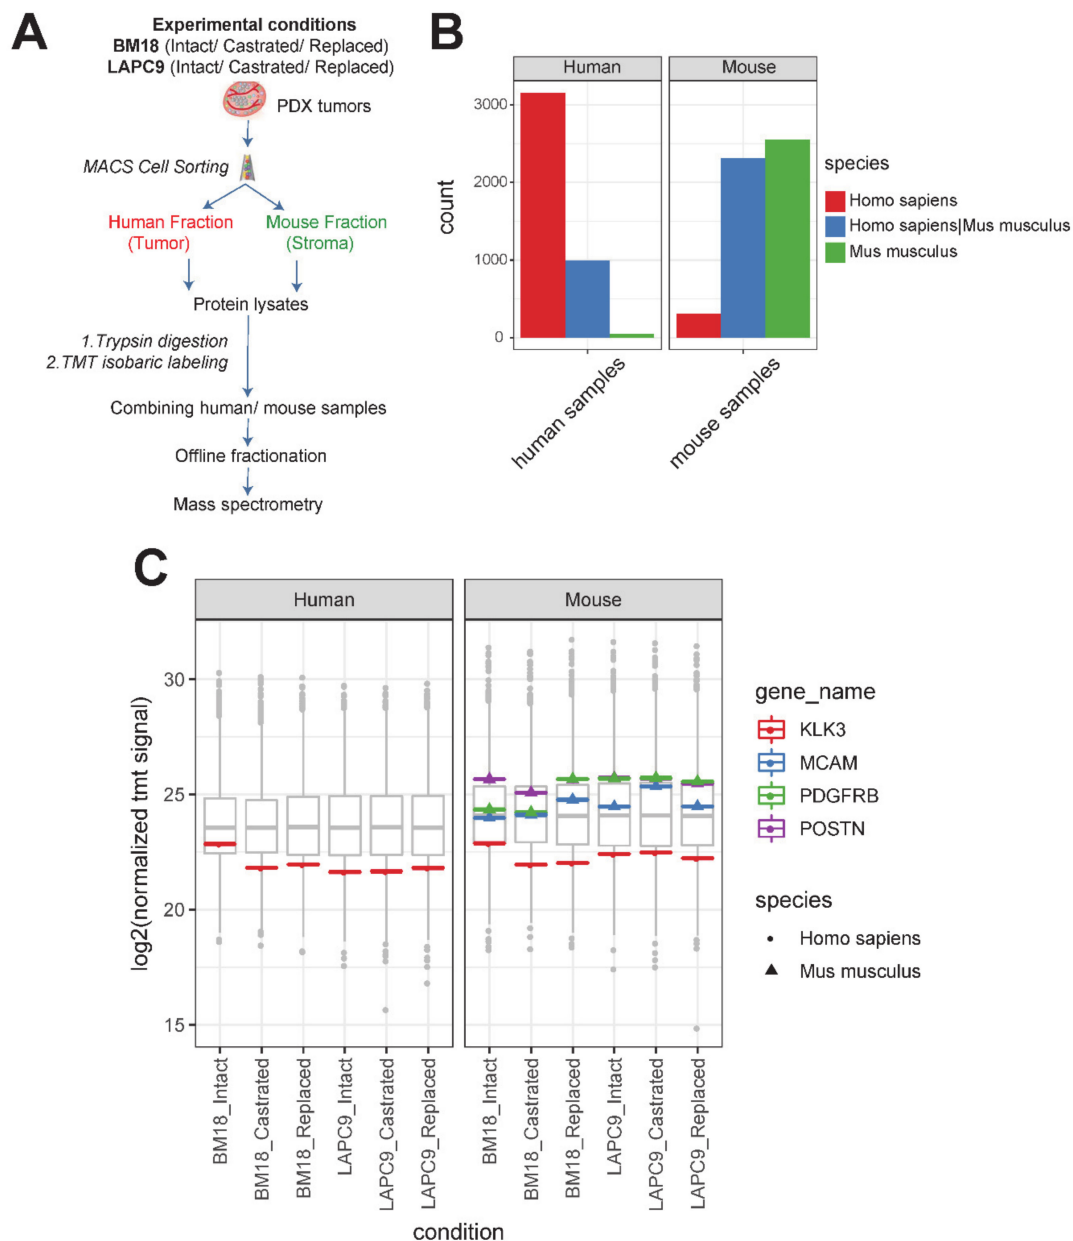 A
Experimental conditions
BM18 (Intact/ Castrated/ Replaced)
LAPC9 (Intact/ Castrated/ Replaced)
PDX tumors
MACS Cell Sorting
Human Fraction
(Tumor)
Mouse Fraction
(Stroma)
Protein lysates
1.Trypsin digestion
2.TMT isobaric labeling
Combining human/ mouse samples
Offline fractionation
Mass spectrometry
B
Human
Mouse
count
3000
2000
1000
0
human samples
mouse samples
species
Homo sapiens
Homo sapiens|Mus musculus
Mus musculus
C
Human
Mouse
log2(normalized tmt signal)
30
25
20
15
BM18_Intact
BM18_Castrated
BM18_Replaced
LAPC9_Intact
LAPC9_Castrated
LAPC9_Replaced
BM18_Intact
BM18_Castrated
BM18_Replaced
LAPC9_Intact
LAPC9_Castrated
LAPC9_Replaced
condition
gene_name
KLK3
MCAM
PDGFRB
POSTN
species
Homo sapiens
Mus musculus